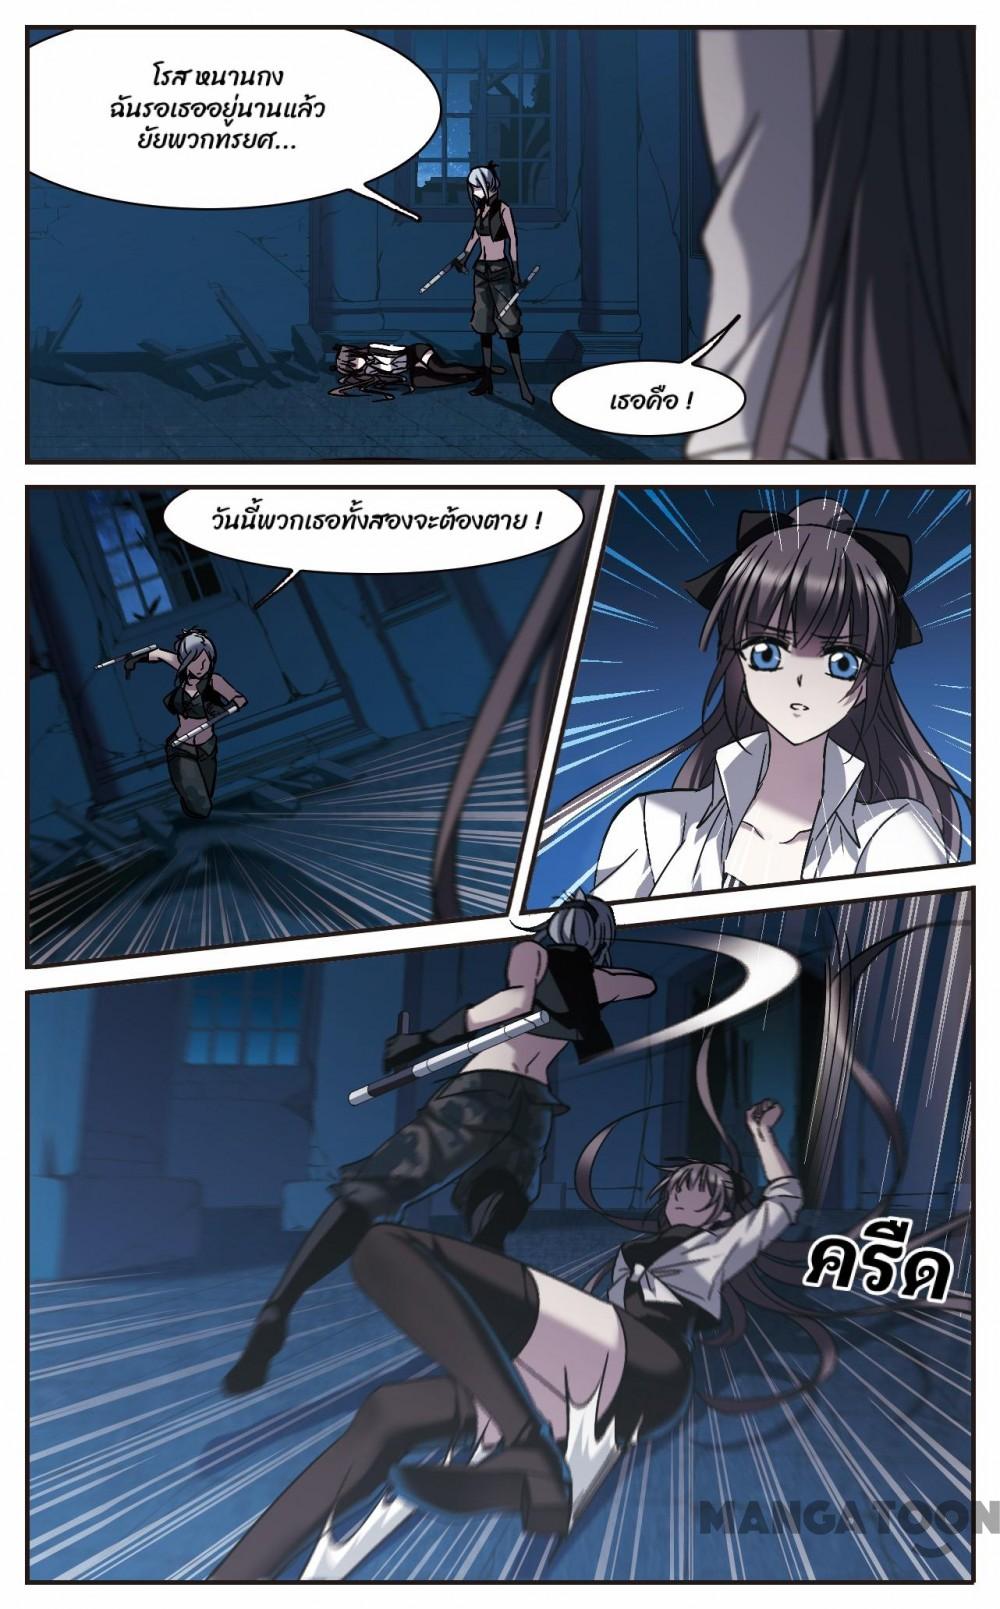 โรส หนานกง
ฉันรอเธออยู่นานแล้ว
ยัยพวกทรยศ...
เธอคือ !
วันนี้พวกเธอทั้งสองจะต้องตาย !
ครืด
MANGATOON